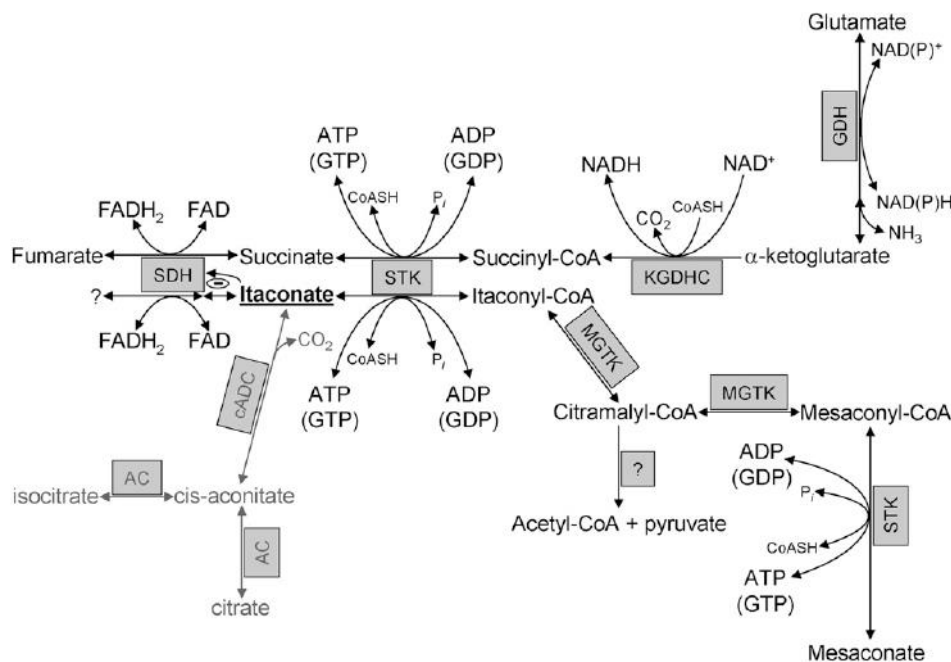 Glutamate
NAD(P)⁺
GDH
NAD(P)H
NH₃
ATP
(GTP)
ADP
(GDP)
NADH
NAD⁺
CoASH
Pᵢ
CO₂
CoASH
FADH₂
FAD
Fumarate
Succinate
Succinyl-CoA
α-ketoglutarate
SDH
STK
KGDHC
?
Itaconate
Itaconyl-CoA
FADH₂
FAD
CO₂
CoASH
Pᵢ
MGTK
ATP
(GTP)
ADP
(GDP)
cADC
MGTK
Citramalyl-CoA
Mesaconyl-CoA
ADP
(GDP)
Pᵢ
?
STK
AC
isocitrate
cis-aconitate
Acetyl-CoA + pyruvate
CoASH
AC
ATP
(GTP)
citrate
Mesaconate